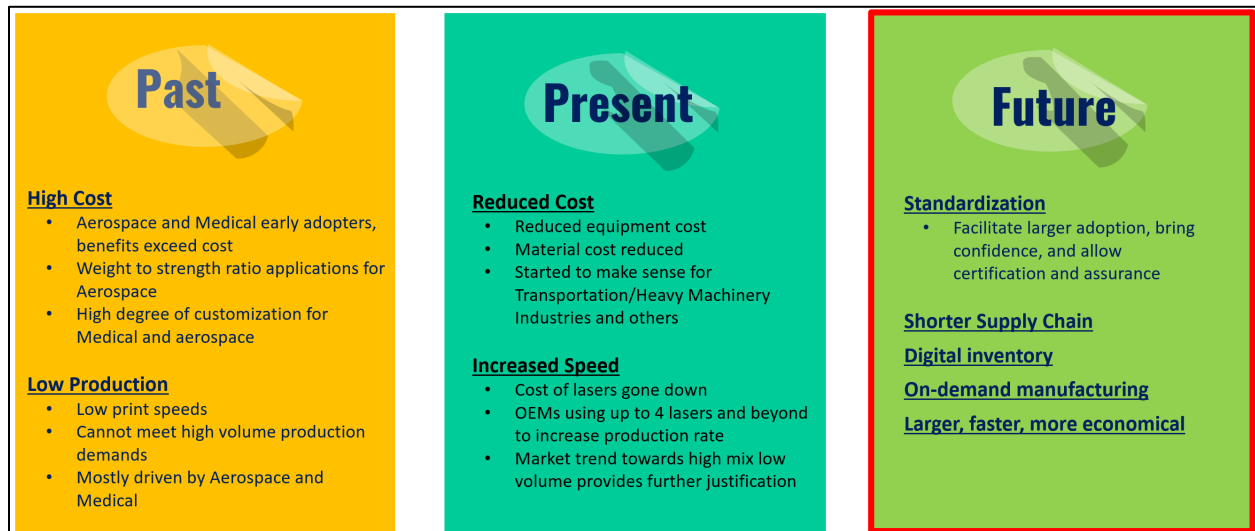 Past
High Cost
• Aerospace and Medical early adopters,
benefits exceed cost
• Weight to strength ratio applications for
Aerospace
• High degree of customization for
Medical and aerospace
Low Production
• Low print speeds
• Cannot meet high volume production
demands
• Mostly driven by Aerospace and
Medical
Present
Reduced Cost
• Reduced equipment cost
• Material cost reduced
• Started to make sense for
Transportation/Heavy Machinery
Industries and others
Increased Speed
• Cost of lasers gone down
• OEMs using up to 4 lasers and beyond
to increase production rate
• Market trend towards high mix low
volume provides further justification
Future
Standardization
• Facilitate larger adoption, bring
confidence, and allow
certification and assurance
Shorter Supply Chain
Digital inventory
On-demand manufacturing
Larger, faster, more economical